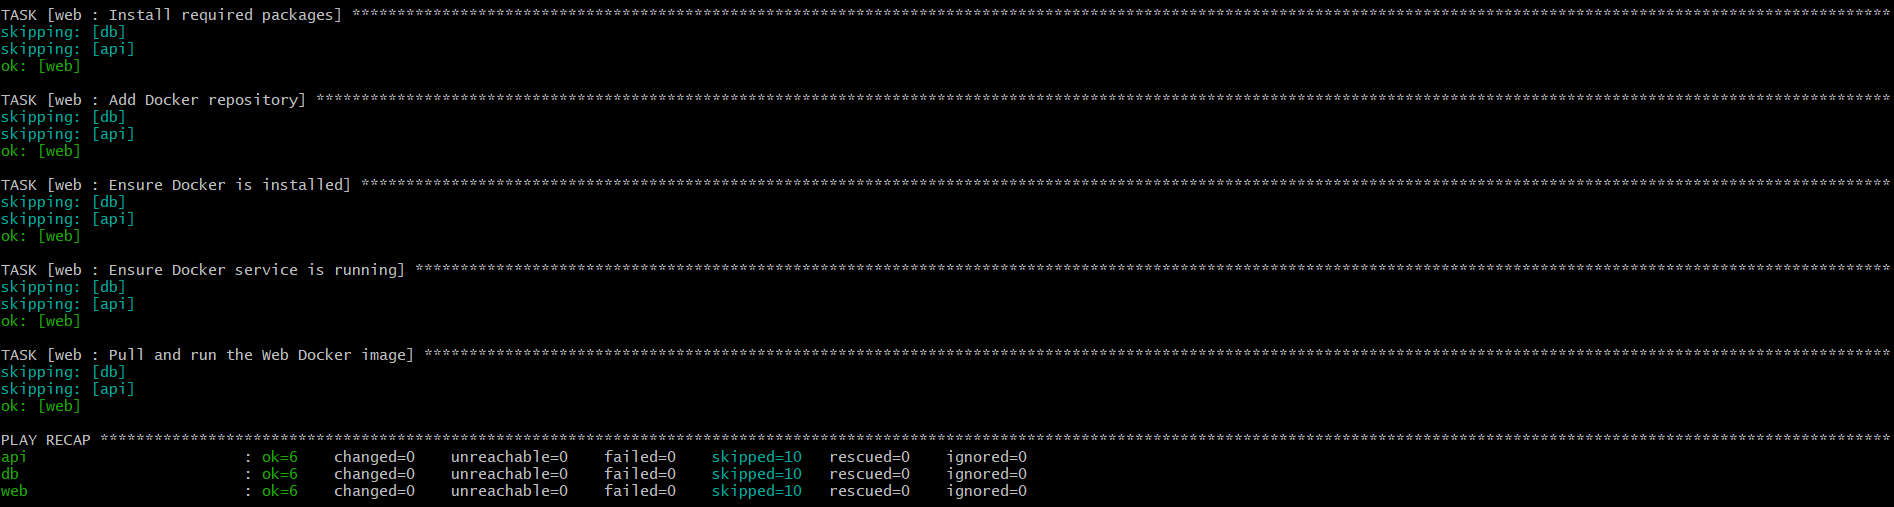 TASK [web : Install required packages] ***************************************************************************************************************************************************************************
skipping: [db]
skipping: [api]
ok: [web]
TASK [web : Add Docker repository] *******************************************************************************************************************************************************************************
skipping: [db]
skipping: [api]
ok: [web]
TASK [web : Ensure Docker is installed] **************************************************************************************************************************************************************************
skipping: [db]
skipping: [api]
ok: [web]
TASK [web : Ensure Docker service is running] ********************************************************************************************************************************************************************
skipping: [db]
skipping: [api]
ok: [web]
TASK [web : Pull and run the Web Docker image] *******************************************************************************************************************************************************************
skipping: [db]
skipping: [api]
ok: [web]
PLAY RECAP *******************************************************************************************************************************************************************************************************
api                        : ok=6    changed=0    unreachable=0    failed=0    skipped=10   rescued=0    ignored=0
db                         : ok=6    changed=0    unreachable=0    failed=0    skipped=10   rescued=0    ignored=0
web                        : ok=6    changed=0    unreachable=0    failed=0    skipped=10   rescued=0    ignored=0